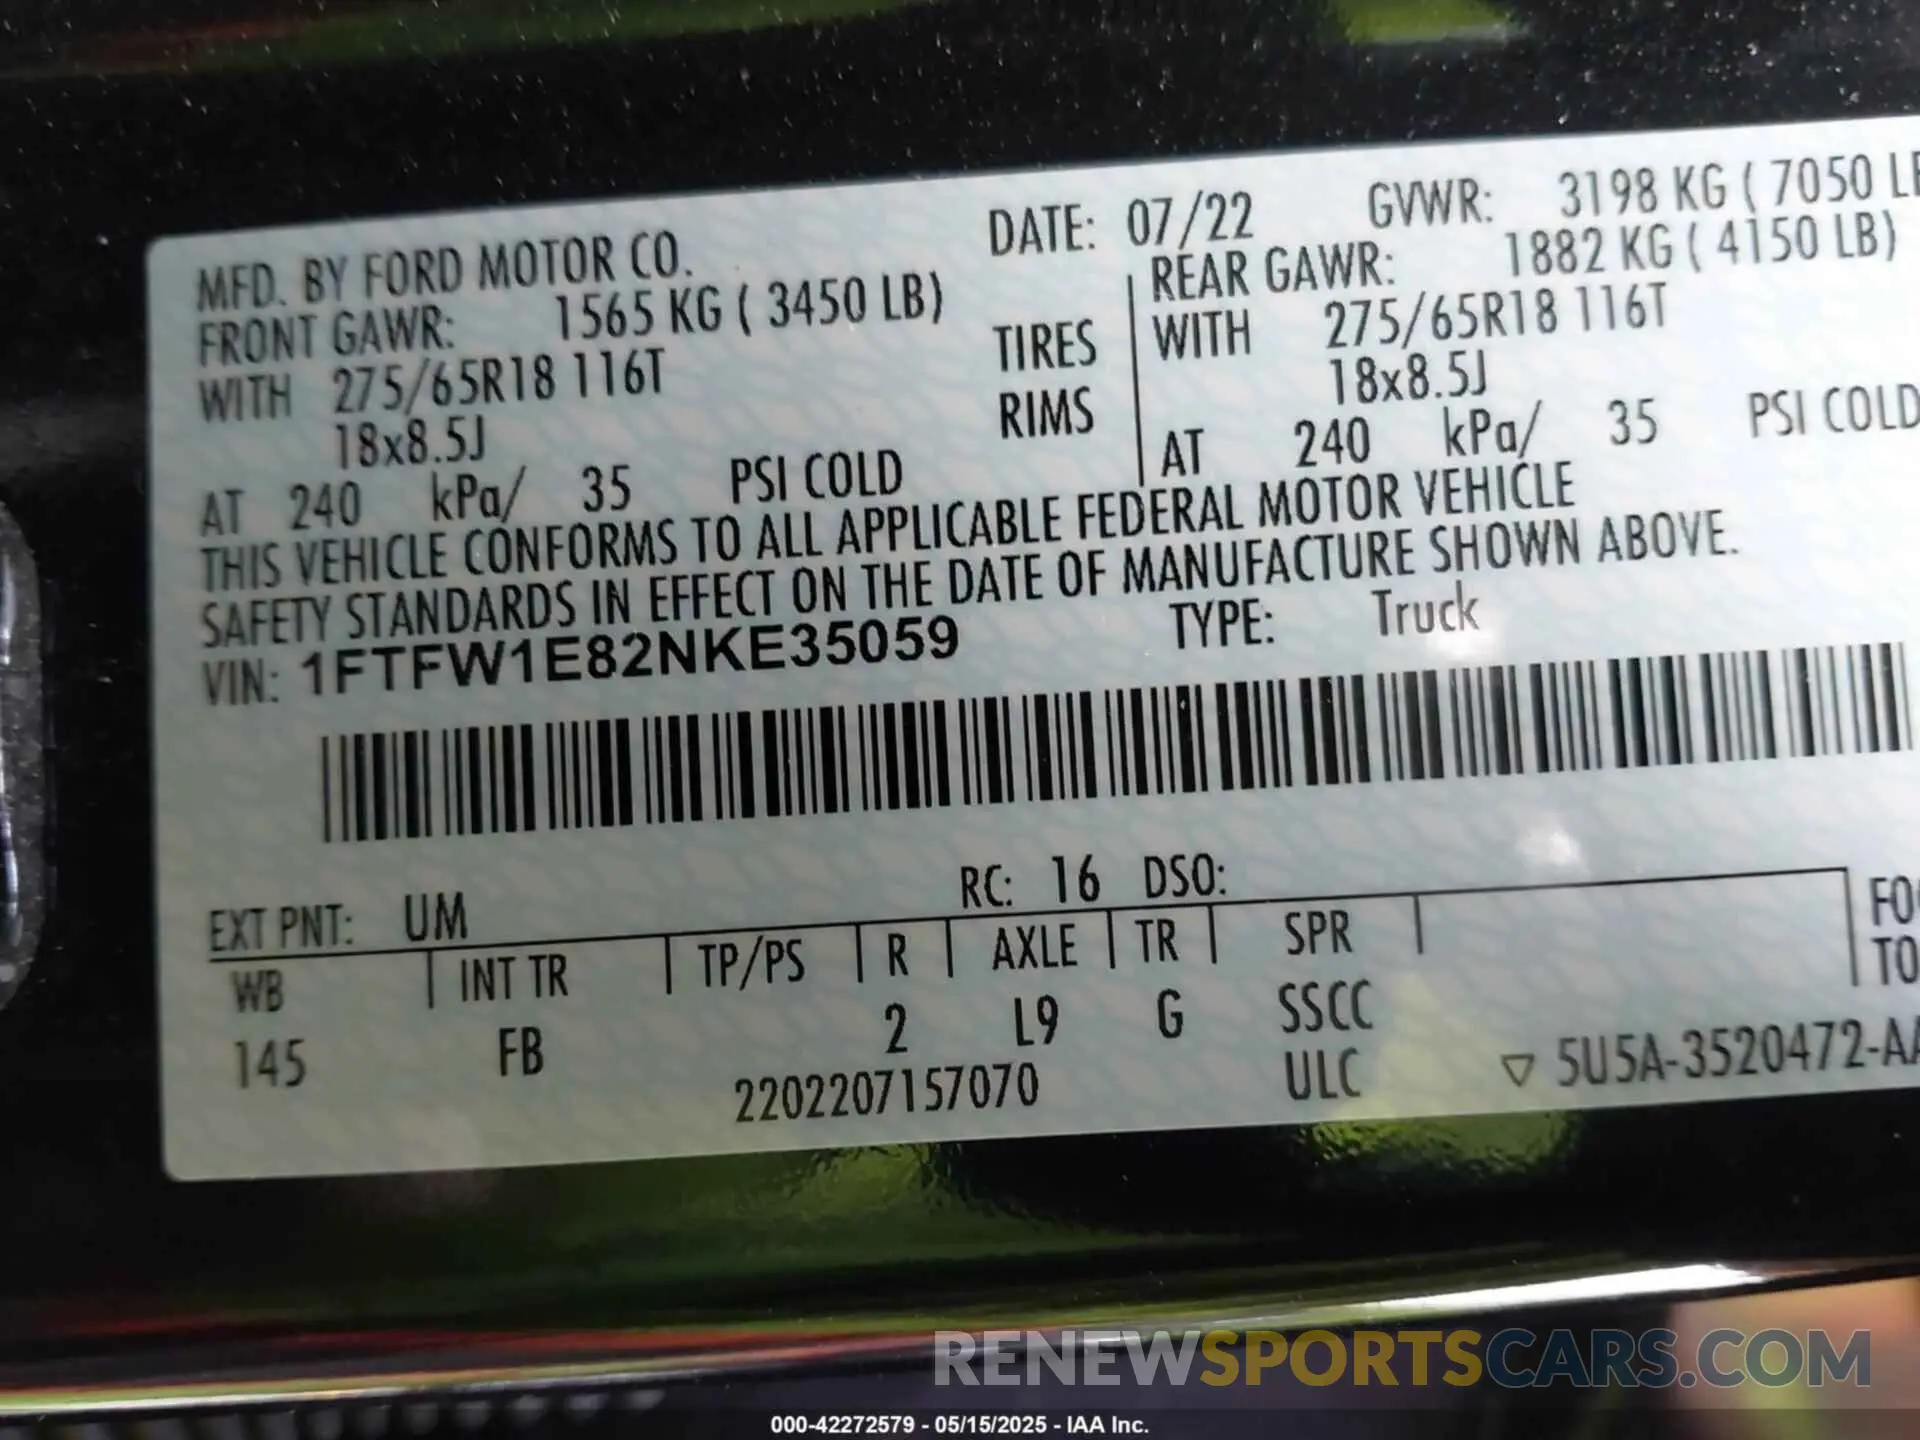 MFD. BY FORD MOTOR CO. DATE: 07/22 GVWR: 3198 KG ( 7050
FRONT GAWR: 1565 KG ( 3450 LB) REAR GAWR: 1882 KG ( 4150 LB)
WITH 275/65R18 116T TIRES WITH 275/65R18 116T
18x8.5J RIMS 18x8.5J
AT 240 kPa/ 35 PSI COLD AT 240 kPa/ 35 PSI COLD
THIS VEHICLE CONFORMS TO ALL APPLICABLE FEDERAL MOTOR VEHICLE
SAFETY STANDARDS IN EFFECT ON THE DATE OF MANUFACTURE SHOWN ABOVE.
VIN: 1FTFW1E82NKE35059 TYPE: Truck
EXT PNT: UM RC: 16 DSO:
WB INT TR TP/PS R AXLE TR SPR
145 FB 2 L9 G SSCC
2202207157070 ULC ▽ 5U5A-3520472-AA
RENEWSPORTSCARS.COM
000-42272579 - 05/15/2025 - IAA Inc.